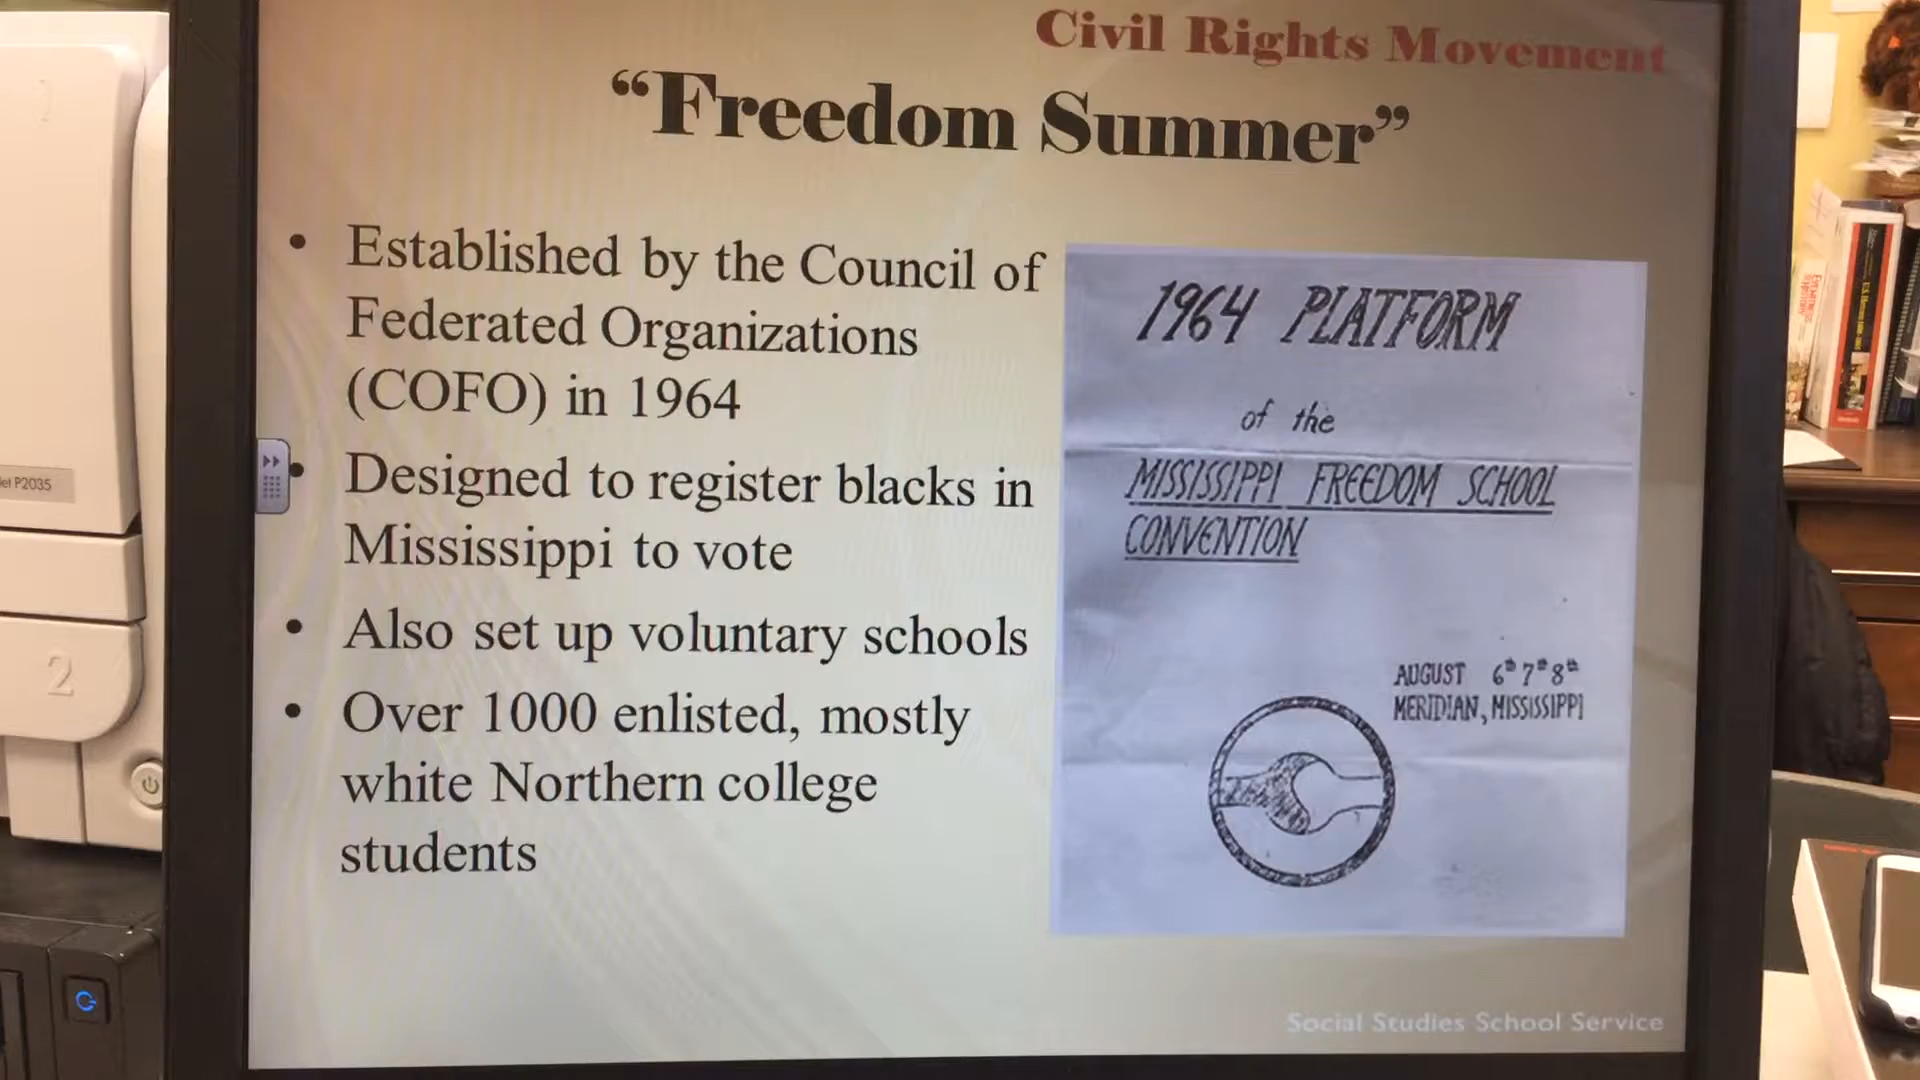 Civil Rights Movement
“Freedom Summer”
• Established by the Council of
Federated Organizations
(COFO) in 1964
• Designed to register blacks in
Mississippi to vote
• Also set up voluntary schools
• Over 1000 enlisted, mostly
white Northern college
students
1964 PLATFORM
of the
MISSISSIPPI FREEDOM SCHOOL
CONVENTION
AUGUST 6th 7th 8th
MERIDIAN, MISSISSIPPI
Social Studies School Service
P2035
2